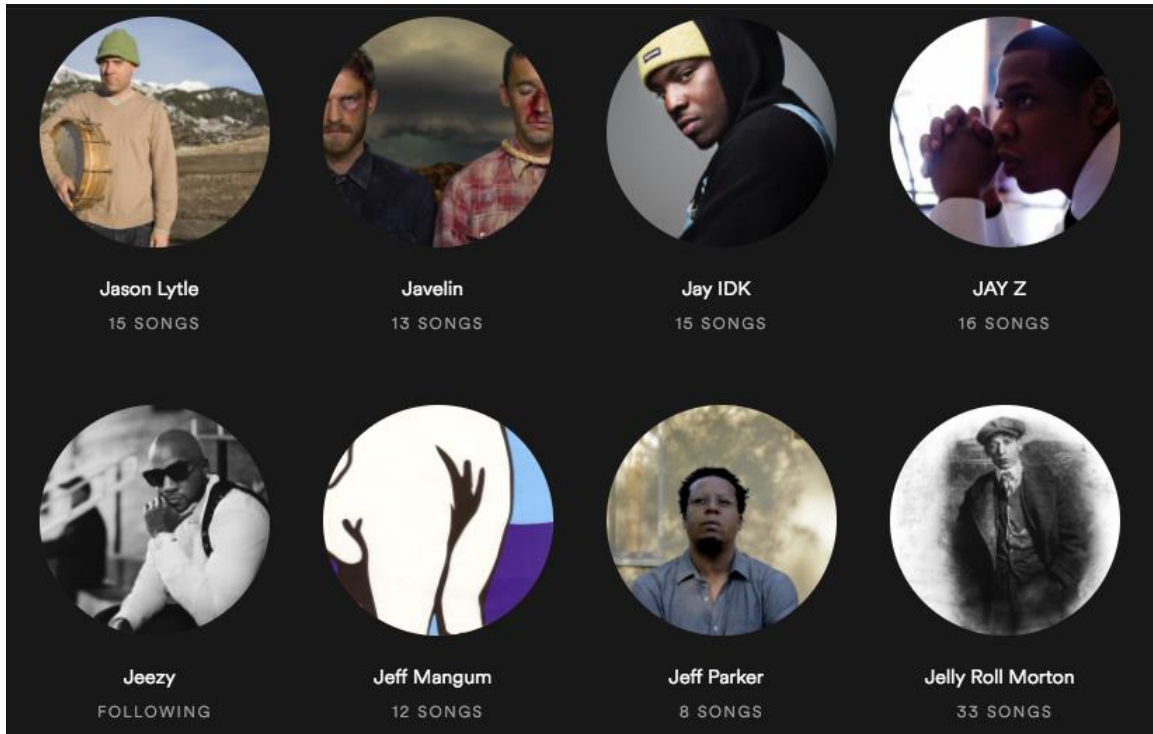 Jason Lytle
15 SONGS
Javelin
13 SONGS
Jay IDK
15 SONGS
JAY Z
16 SONGS
Jeezy
FOLLOWING
Jeff Mangum
12 SONGS
Jeff Parker
8 SONGS
Jelly Roll Morton
33 SONGS